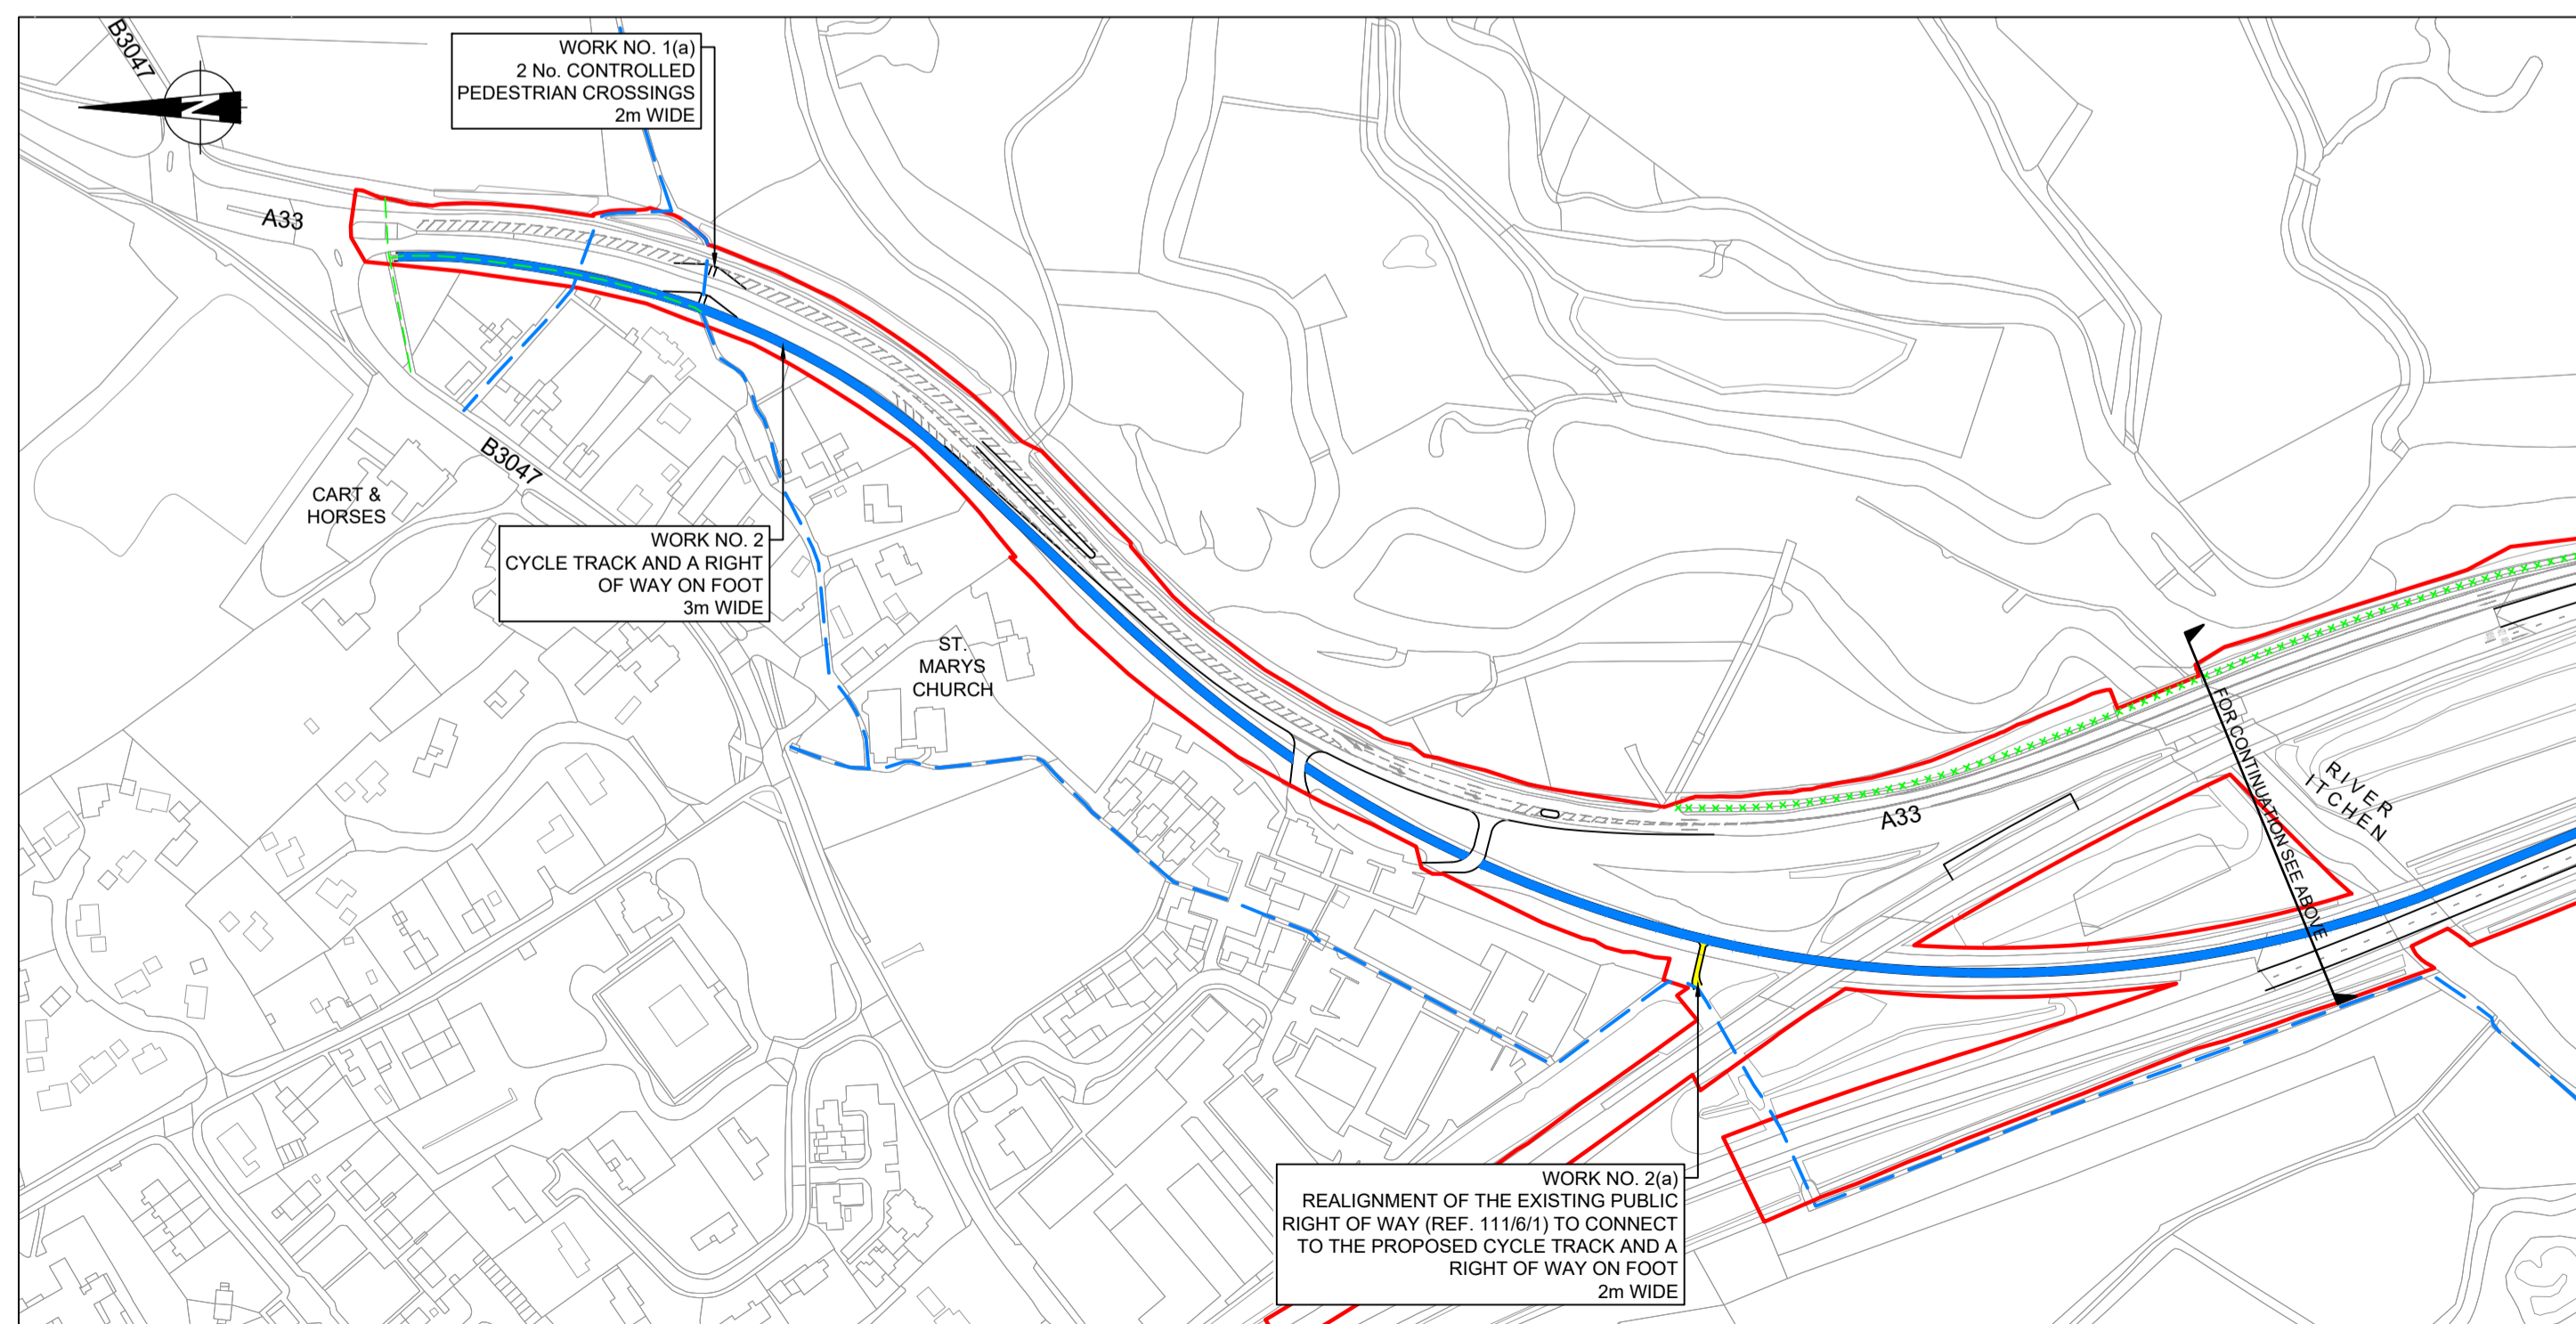 B3047
WORK NO. 1(a)
2 No. CONTROLLED
PEDESTRIAN CROSSINGS
2m WIDE
N
A33
B3047
CART &
HORSES
WORK NO. 2
CYCLE TRACK AND A RIGHT
OF WAY ON FOOT
3m WIDE
ST.
MARYS
CHURCH
A33
FOR CONTINUATION SEE ABOVE
RIVER
ITCHEN
WORK NO. 2(a)
REALIGNMENT OF THE EXISTING PUBLIC
RIGHT OF WAY (REF. 111/6/1) TO CONNECT
TO THE PROPOSED CYCLE TRACK AND A
RIGHT OF WAY ON FOOT
2m WIDE